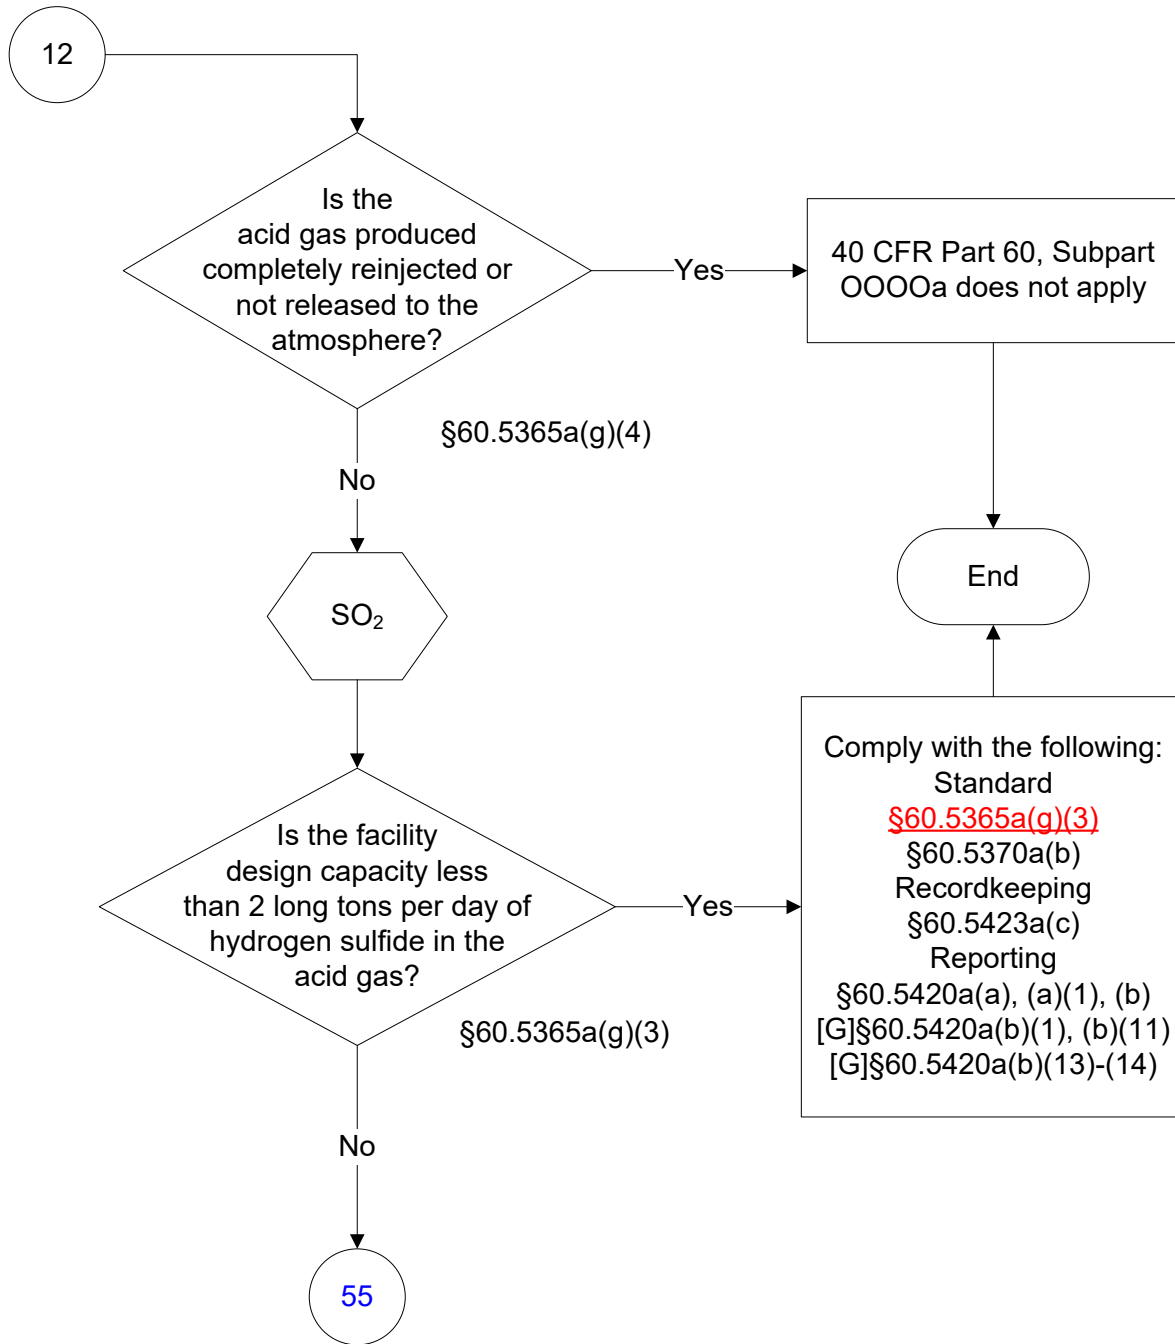 12
Is the
acid gas produced
completely reinjected or
not released to the
atmosphere?
Yes
40 CFR Part 60, Subpart
OOOOa does not apply
§60.5365a(g)(4)
No
SO₂
End
Is the facility
design capacity less
than 2 long tons per day of
hydrogen sulfide in the
acid gas?
Yes
Comply with the following:
Standard
§60.5365a(g)(3)
§60.5370a(b)
Recordkeeping
§60.5423a(c)
Reporting
§60.5420a(a), (a)(1), (b)
[G]§60.5420a(b)(1), (b)(11)
[G]§60.5420a(b)(13)-(14)
§60.5365a(g)(3)
No
55